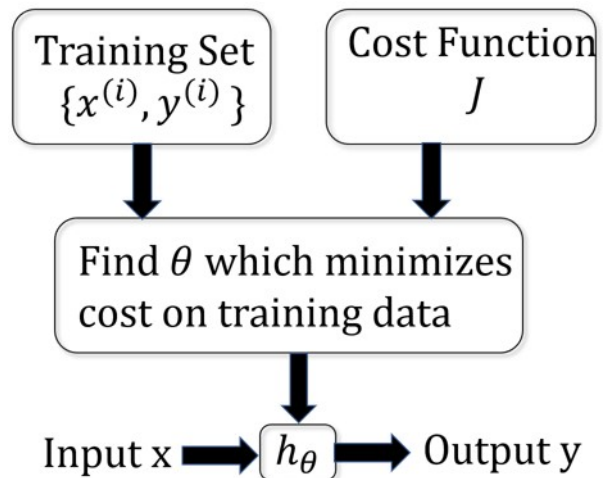 Training Set
{x^{(i)}, y^{(i)} }
Cost Function
J
Find θ which minimizes
cost on training data
Input x
h_θ
Output y